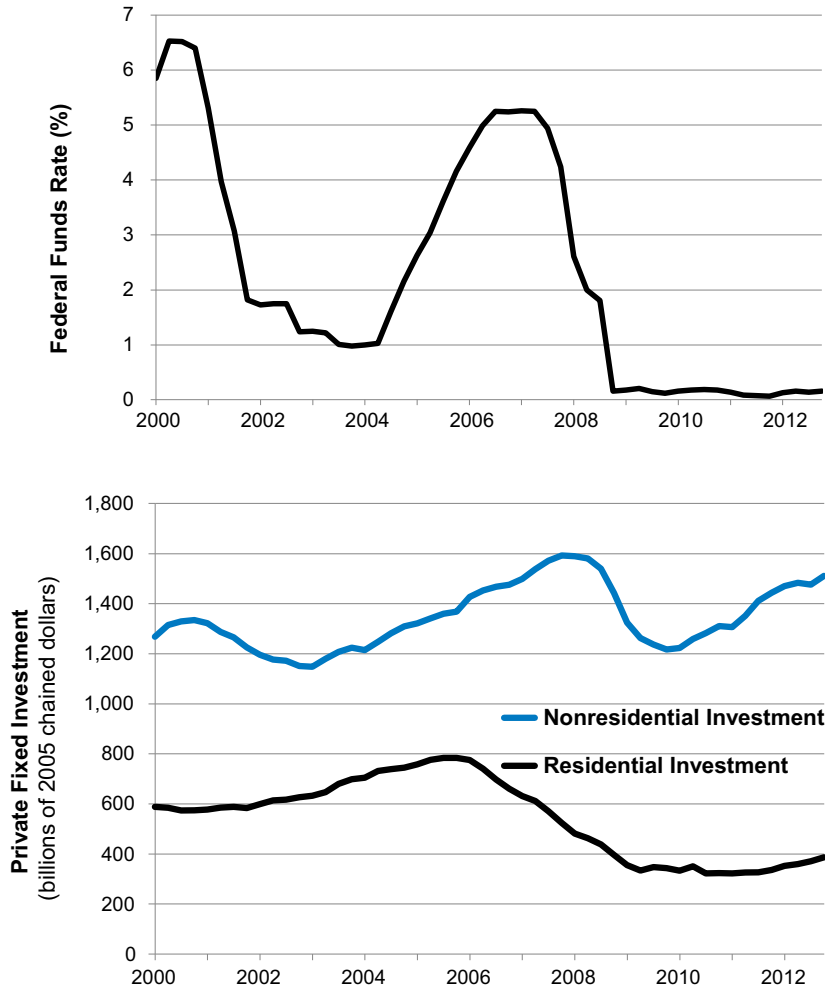 Federal Funds Rate (%)
7
6
5
4
3
2
1
0
2000 2002 2004 2006 2008 2010 2012
Private Fixed Investment
(billions of 2005 chained dollars)
1,800
1,600
1,400
1,200
1,000
800
600
400
200
0
Nonresidential Investment
Residential Investment
2000 2002 2004 2006 2008 2010 2012